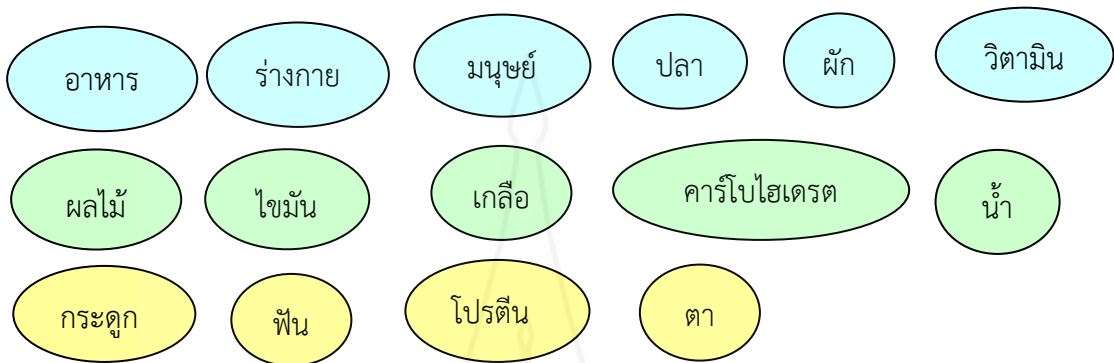 อาหาร ร่างกาย มนุษย์ ปลา ผัก วิตามิน
ผลไม้ ไขมัน เกลือ คาร์โบไฮเดรต น้ำ
กระดูก ฟัน โปรตีน ตา